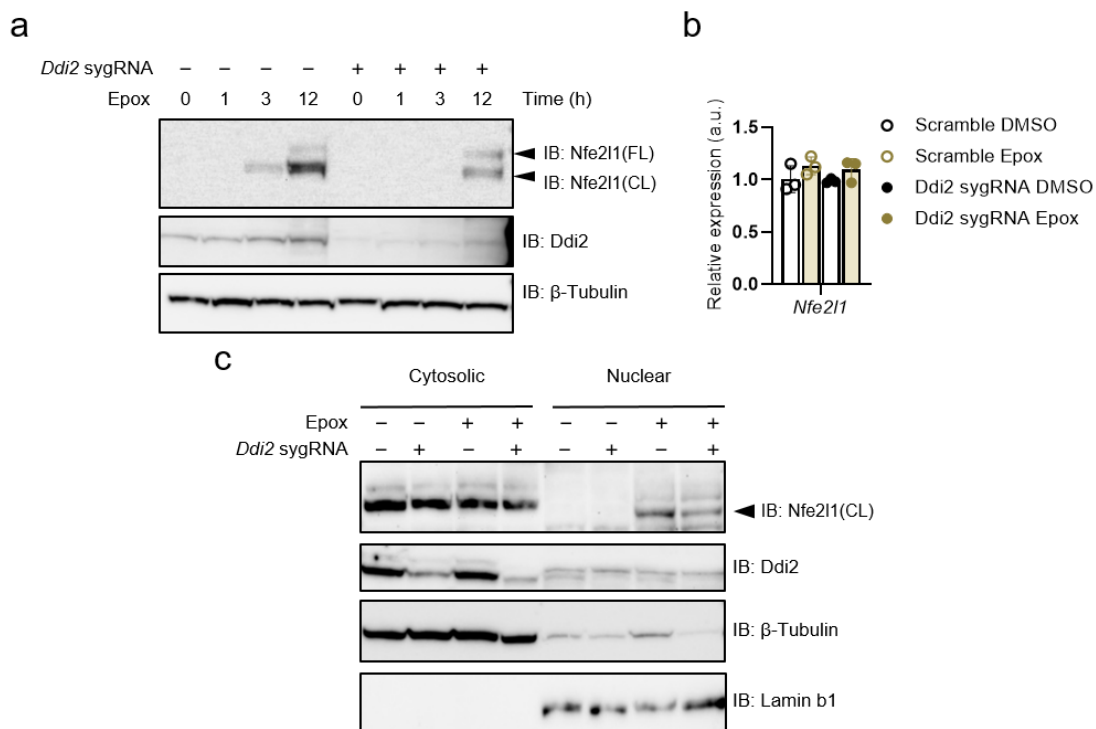 a
Ddi2 sygRNA – – – – + + + +
Epox 0 1 3 12 0 1 3 12 Time (h)
IB: Nfe2l1(FL)
IB: Nfe2l1(CL)
IB: Ddi2
IB: β-Tubulin
b
Relative expression (a.u.)
1.5
1.0
0.5
0.0
Nfe2l1
Scramble DMSO
Scramble Epox
Ddi2 sygRNA DMSO
Ddi2 sygRNA Epox
c
Cytosolic Nuclear
Epox – – + + – – + +
Ddi2 sygRNA – + – + – + – +
IB: Nfe2l1(CL)
IB: Ddi2
IB: β-Tubulin
IB: Lamin b1